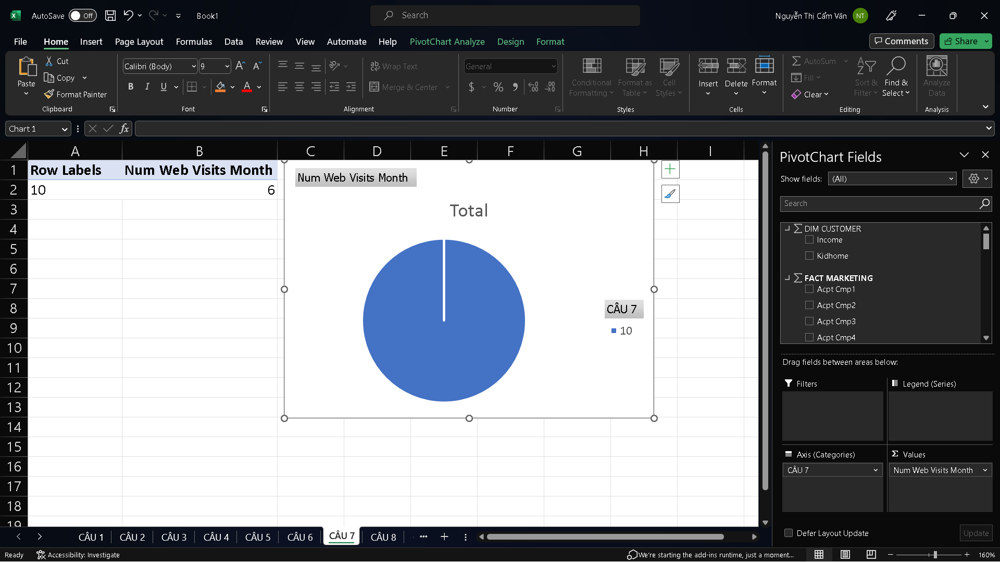 AutoSave Off Book1 Search Nguyễn Thị Cẩm Vân NT
File Home Insert Page Layout Formulas Data Review View Automate Help PivotChart Analyze Design Format Comments Share
Paste Cut Copy Format Painter Clipboard
Calibri (Body) 9 A A B I U A Font
Wrap Text Merge & Center Alignment
General $ % Number
Conditional Formatting Format as Table Cell Styles Styles
Insert Delete Format Cells
AutoSum Fill Clear Sort & Filter Find & Select Editing
Analyze Data Analysis
Chart 1 fx
A B C D E F G H I
1 Row Labels Num Web Visits Month
2 10 6
3
4
5
6
7
8
9
10
11
12
13
14
15
16
17
18
19
Num Web Visits Month
Total
CÂU 7
10
PivotChart Fields
Show fields: (All)
Search
DIM CUSTOMER
Income
Kidhome
FACT MARKETING
Acpt Cmp1
Acpt Cmp2
Acpt Cmp3
Acpt Cmp4
Drag fields between areas below:
Filters Legend (Series)
Axis (Categories) Values
CÂU 7 Num Web Visits Month
Defer Layout Update Update
CÂU 1 CÂU 2 CÂU 3 CÂU 4 CÂU 5 CÂU 6 CÂU 7 CÂU 8
Ready Accessibility: Investigate We're starting the add-ins runtime, just a moment... 160%